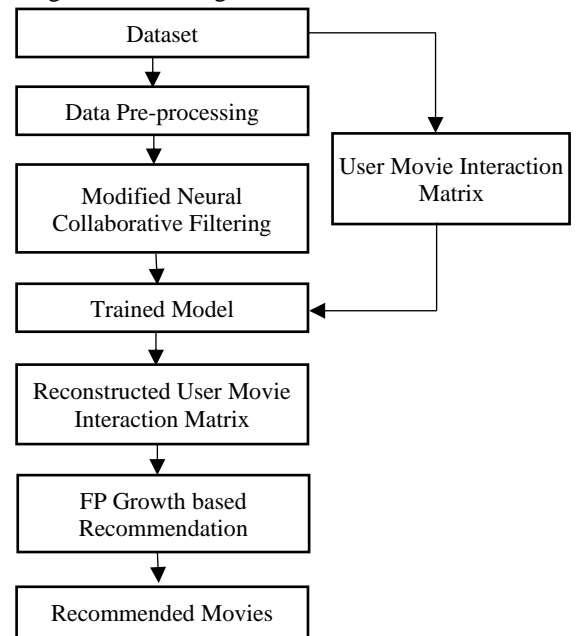 Dataset
Data Pre-processing
Modified Neural
Collaborative Filtering
User Movie Interaction
Matrix
Trained Model
Reconstructed User Movie
Interaction Matrix
FP Growth based
Recommendation
Recommended Movies